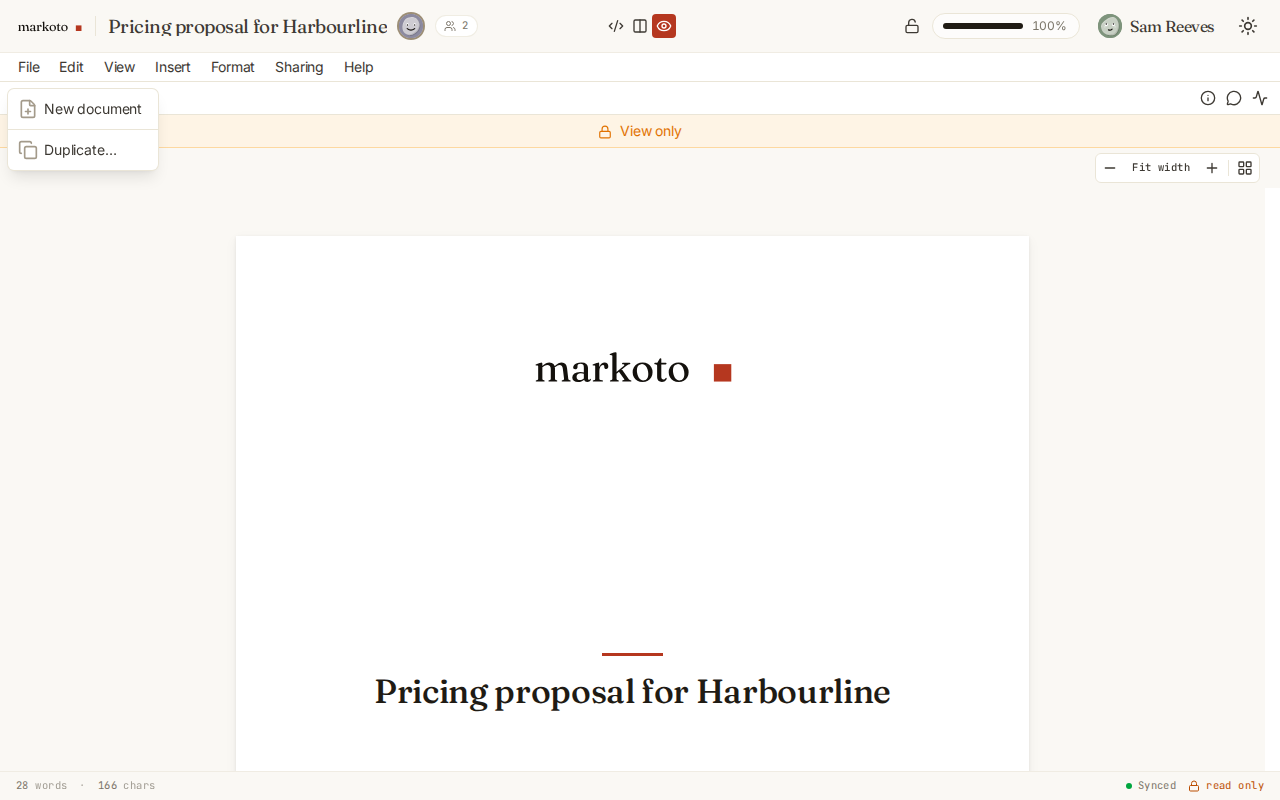 markoto
Pricing proposal for Harbourline
2
100%
Sam Reeves
File Edit View Insert Format Sharing Help
New document
Duplicate...
View only
Fit width
markoto
Pricing proposal for Harbourline
28 words · 166 chars
Synced
read only